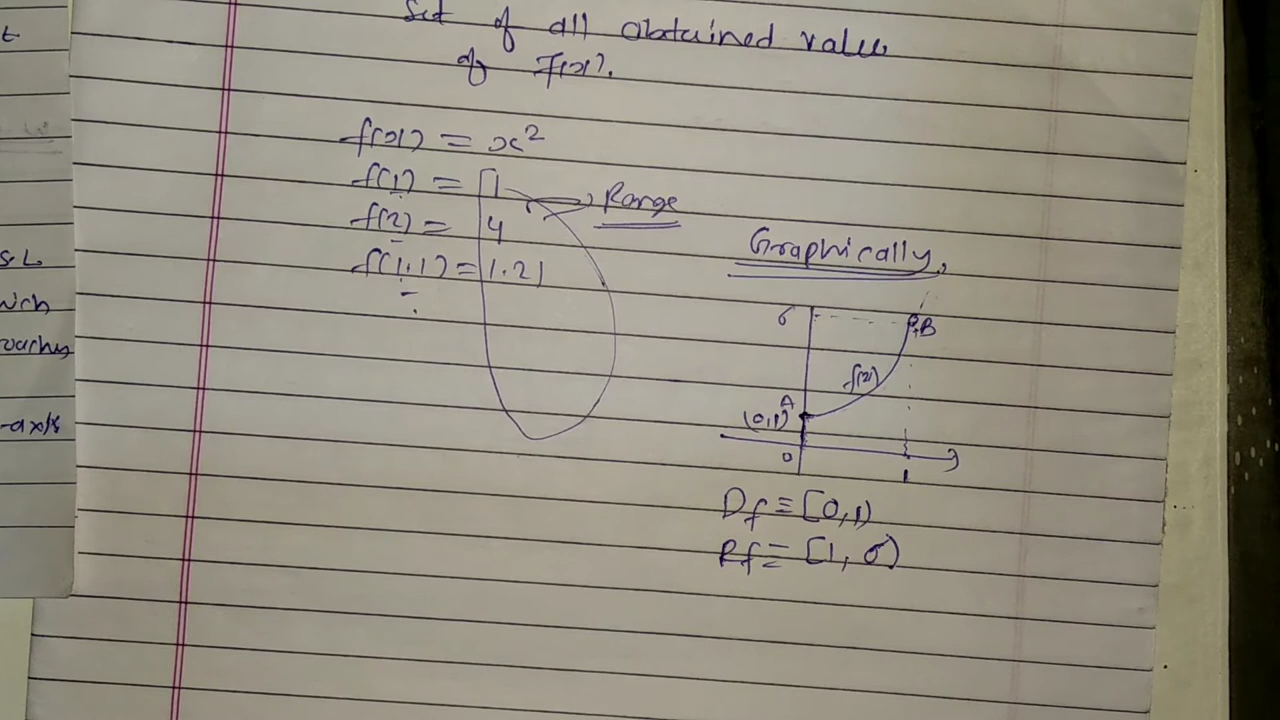 Set of all obtained value
of F(x).
f(x) = x²
f(1) = 1
Range
f(2) = 4
f(1.1) = 1.21
Graphically,
6
B
f(x)
A
(0,1)
0
1
Df ≡ [0,1)
Rf = [1, 6)
t
S.L.
-axis